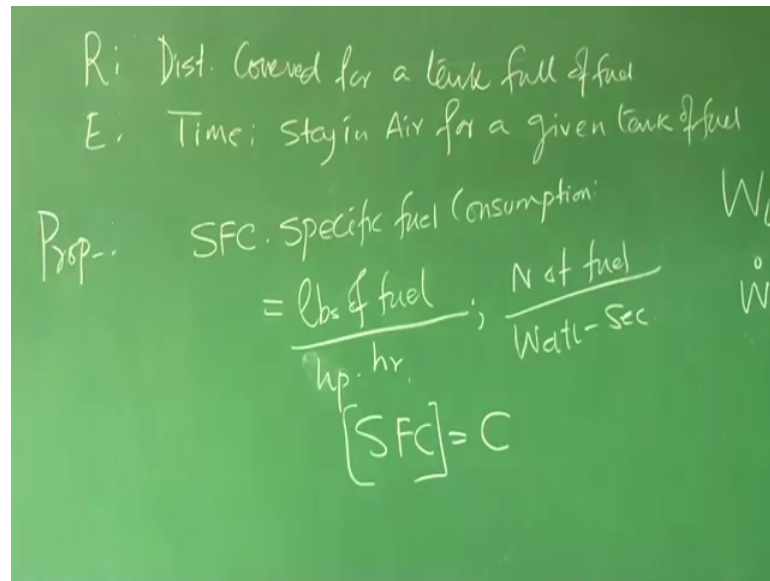 R: Dist. Covered for a tank full of fuel
E. Time: Stay in Air for a given tank of fuel
Prop-: SFC. Specific fuel Consumption:
= lbs of fuel / hp. hr. ; N of fuel / Watt-Sec.
[SFC] = C
W
Ẇ